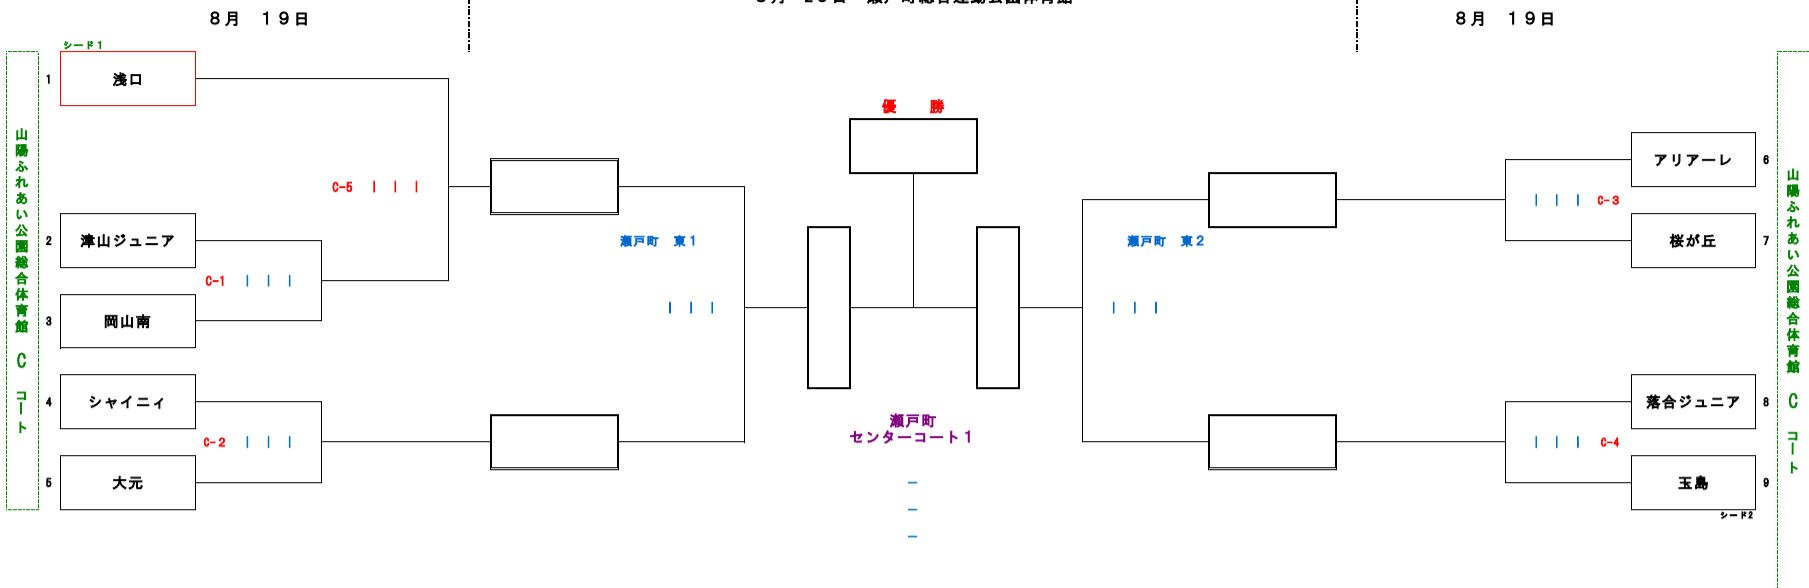 ８月　１９日
８月　１９日
シード１
1
浅口
優　勝
アリアーレ
6
C-5
C-3
2
津山ジュニア
瀬戸町　東１
瀬戸町　東２
桜が丘
7
C-1
3
岡山南
4
シャイニィ
落合ジュニア
8
瀬戸町
センターコート１
C-2
C-4
5
大元
玉島
9
シード2
山陽ふれあい公園総合体育館　C　コート
山陽ふれあい公園総合体育館　C　コート